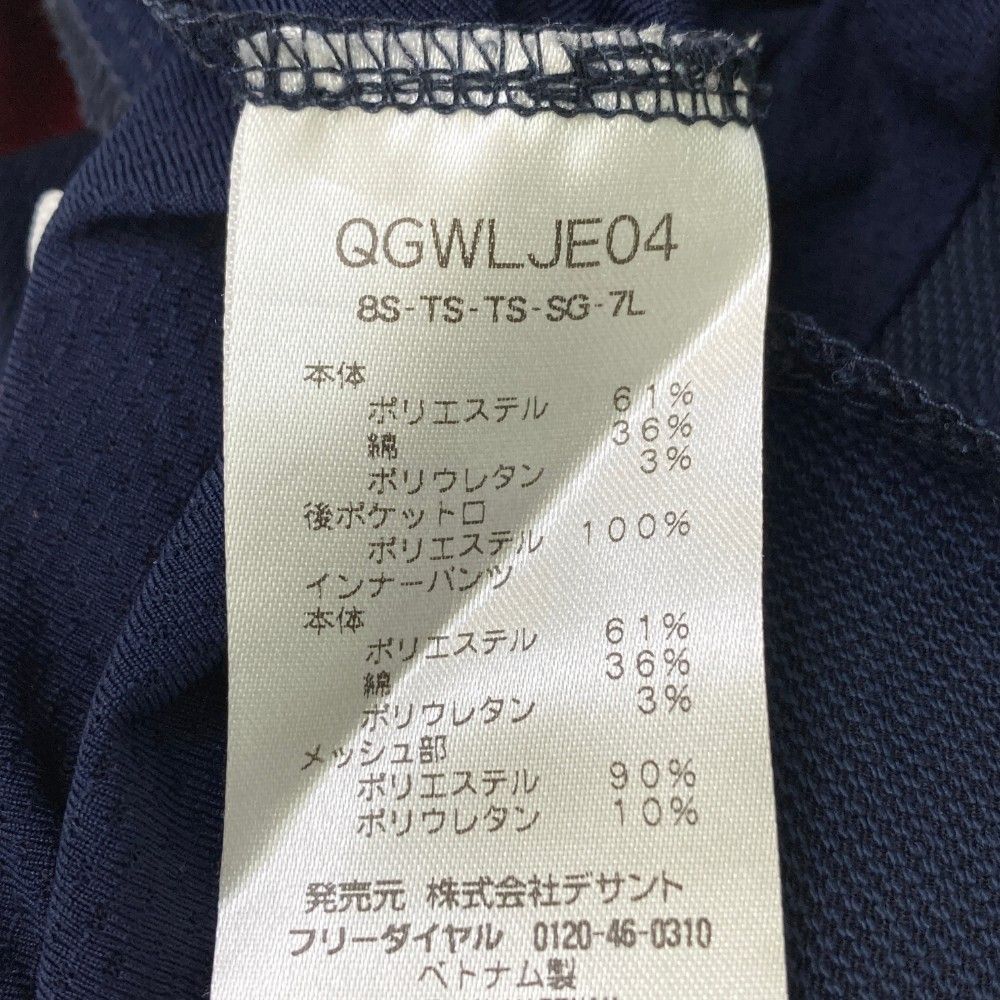 QGWLJE04
8S-TS-TS-SG-7L
本体
ポリエステル 61%
綿 36%
ポリウレタン 3%
後ポケット口
ポリエステル 100%
インナーパンツ
本体
ポリエステル 61%
綿 36%
ポリウレタン 3%
メッシュ部
ポリエステル 90%
ポリウレタン 10%
発売元 株式会社デサント
フリーダイヤル 0120-46-0310
ベトナム製